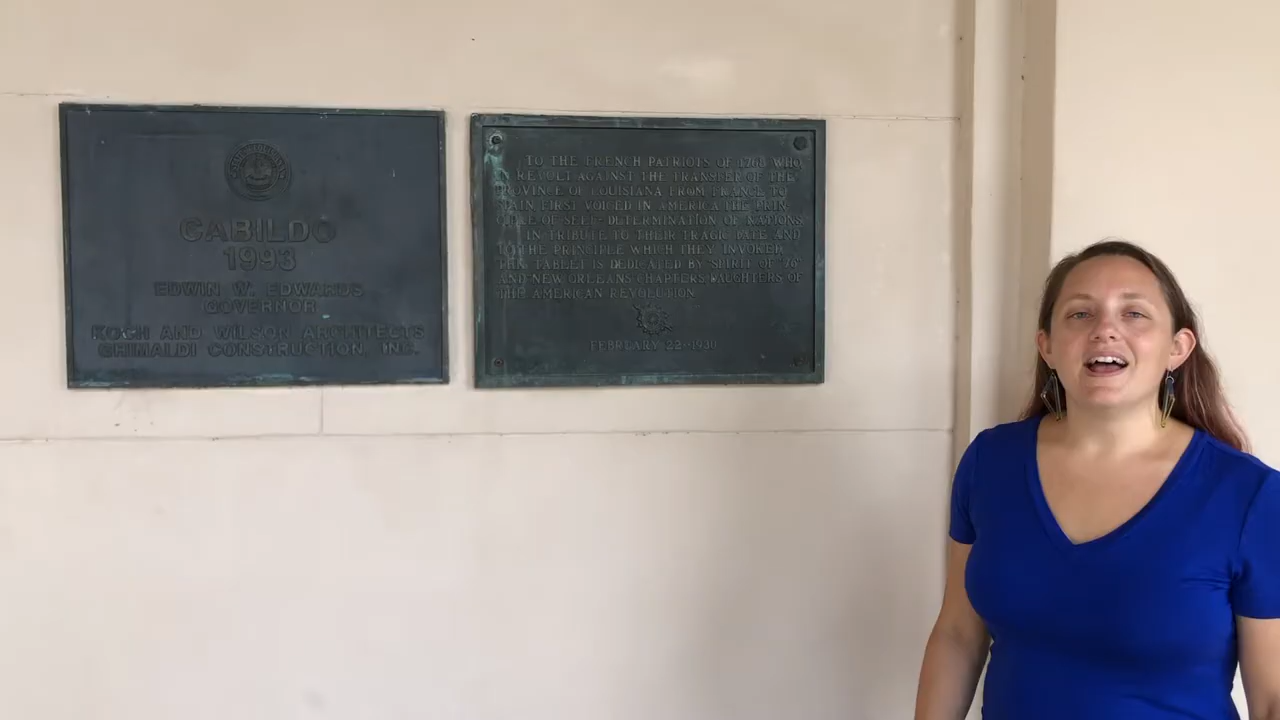 CABILDO
1993
EDWIN W. EDWARDS
GOVERNOR
KOCH AND WILSON ARCHITECTS
GRIMALDI CONSTRUCTION, INC.
TO THE FRENCH PATRIOTS OF 1768 WHO
IN REVOLT AGAINST THE TRANSFER OF THE
PROVINCE OF LOUISIANA FROM FRANCE TO
SPAIN FIRST VOICED IN AMERICA THE PRIN
CIPLE OF SELF-DETERMINATION OF NATIONS
IN TRIBUTE TO THEIR TRAGIC FATE AND
TO THE PRINCIPLE WHICH THEY INVOKED
THIS TABLET IS DEDICATED BY SPIRIT OF '76
AND NEW ORLEANS CHAPTERS DAUGHTERS OF
THE AMERICAN REVOLUTION
FEBRUARY 22-1930